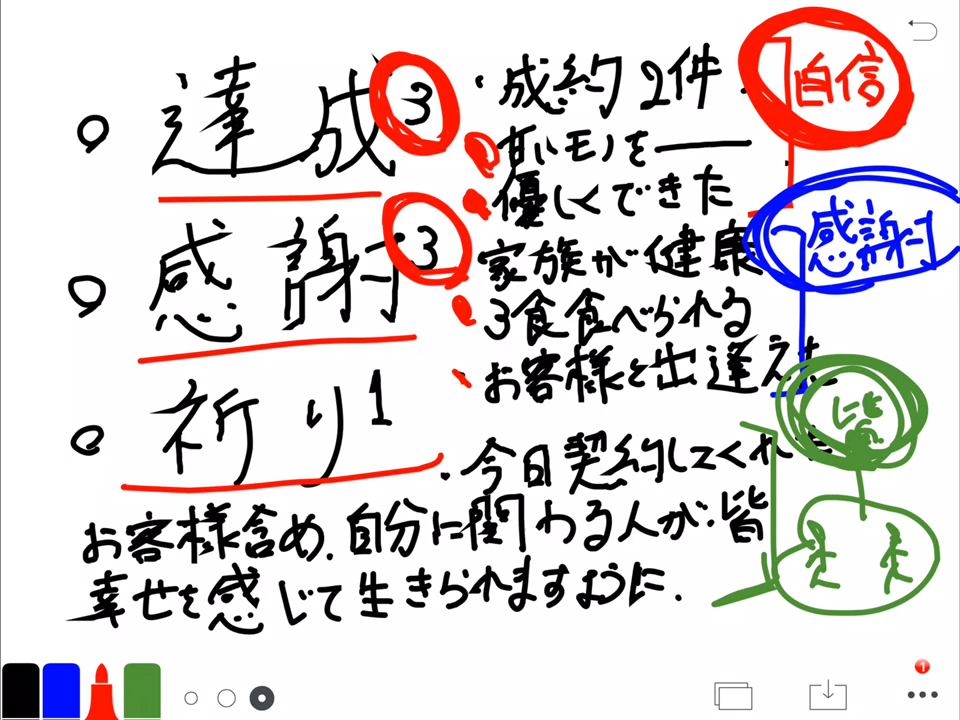 達成3
・成約2件
自信
甘いモノを
優しくできた
感謝3
感謝
家族が健康
3食食べられる
お客様と出逢えた
祈り1
・今日契約してくれた
お客様含め、自分に関わる人が、皆
幸せを感じて生きられますように.
1